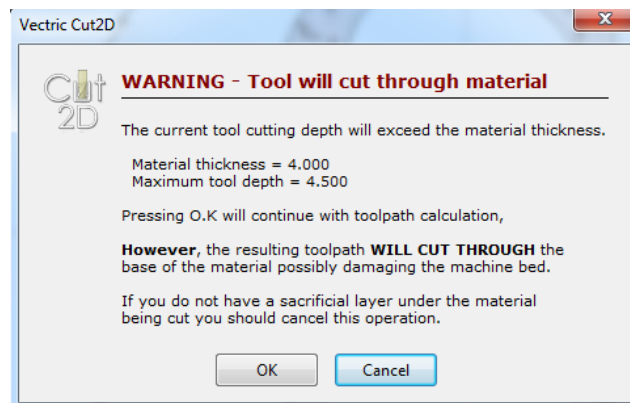 Vectric Cut2D
x
Cut
2D
WARNING - Tool will cut through material
The current tool cutting depth will exceed the material thickness.
Material thickness = 4.000
Maximum tool depth = 4.500
Pressing O.K will continue with toolpath calculation,
However, the resulting toolpath WILL CUT THROUGH the
base of the material possibly damaging the machine bed.
If you do not have a sacrificial layer under the material
being cut you should cancel this operation.
OK
Cancel